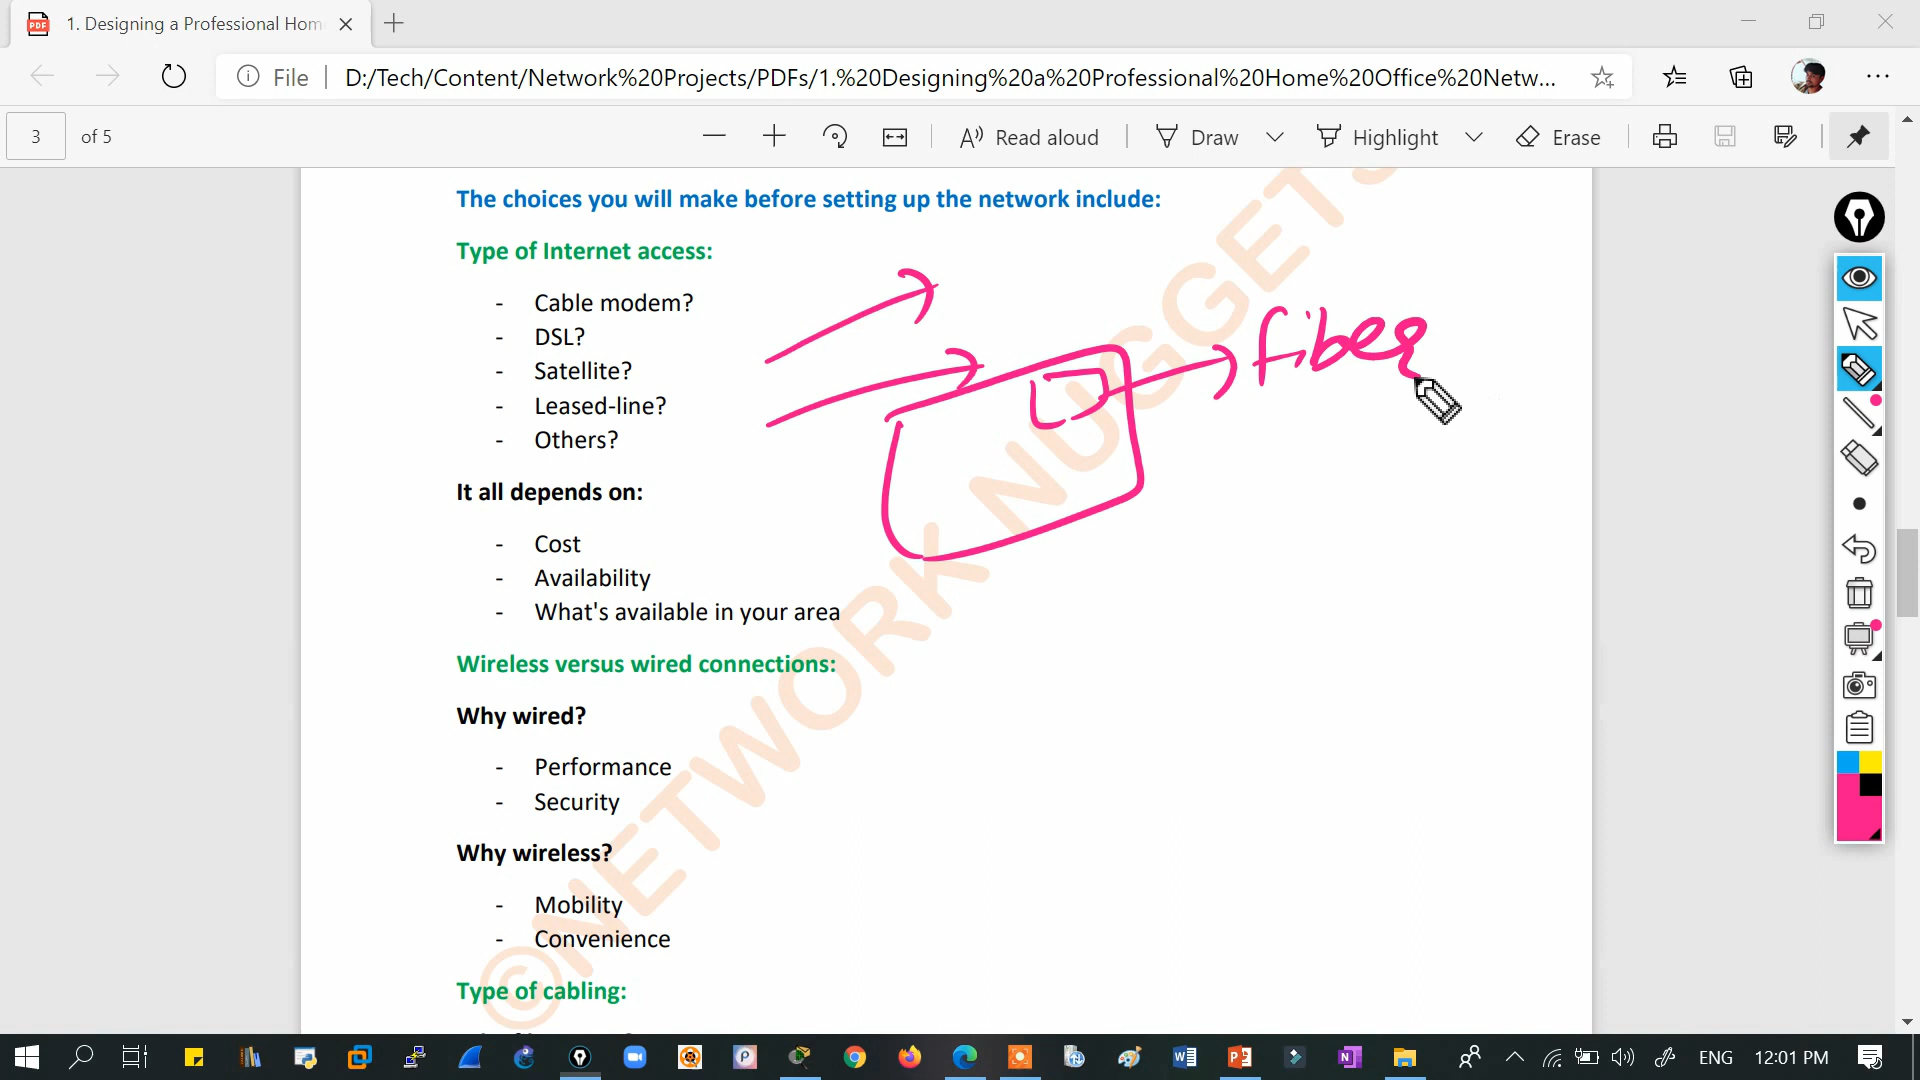 1. Designing a Professional Hom
File
D:/Tech/Content/Network%20Projects/PDFs/1.%20Designing%20a%20Professional%20Home%20Office%20Netw...
3 of 5
Read aloud
Draw
Highlight
Erase
The choices you will make before setting up the network include:
Type of Internet access:
- Cable modem?
- DSL?
- Satellite?
- Leased-line?
- Others?
fiber
It all depends on:
- Cost
- Availability
- What's available in your area
Wireless versus wired connections:
Why wired?
- Performance
- Security
Why wireless?
- Mobility
- Convenience
Type of cabling:
©NETWORK NUGGETS
ENG
12:01 PM